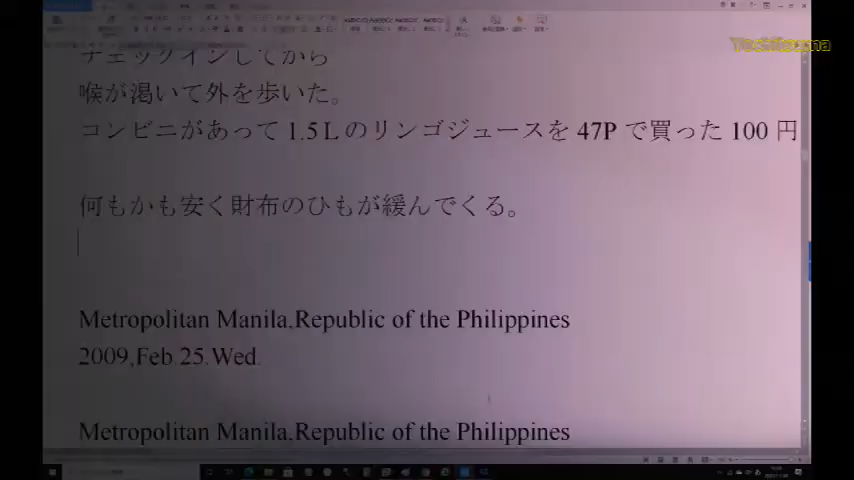 チェックインしてから
喉が渇いて外を歩いた。
コンビニがあって 1.5L のリンゴジュースを 47P で買った 100 円
何もかも安く財布のひもが緩んでくる。
Metropolitan Manila,Republic of the Philippines
2009,Feb.25.Wed.
Metropolitan Manila,Republic of the Philippines